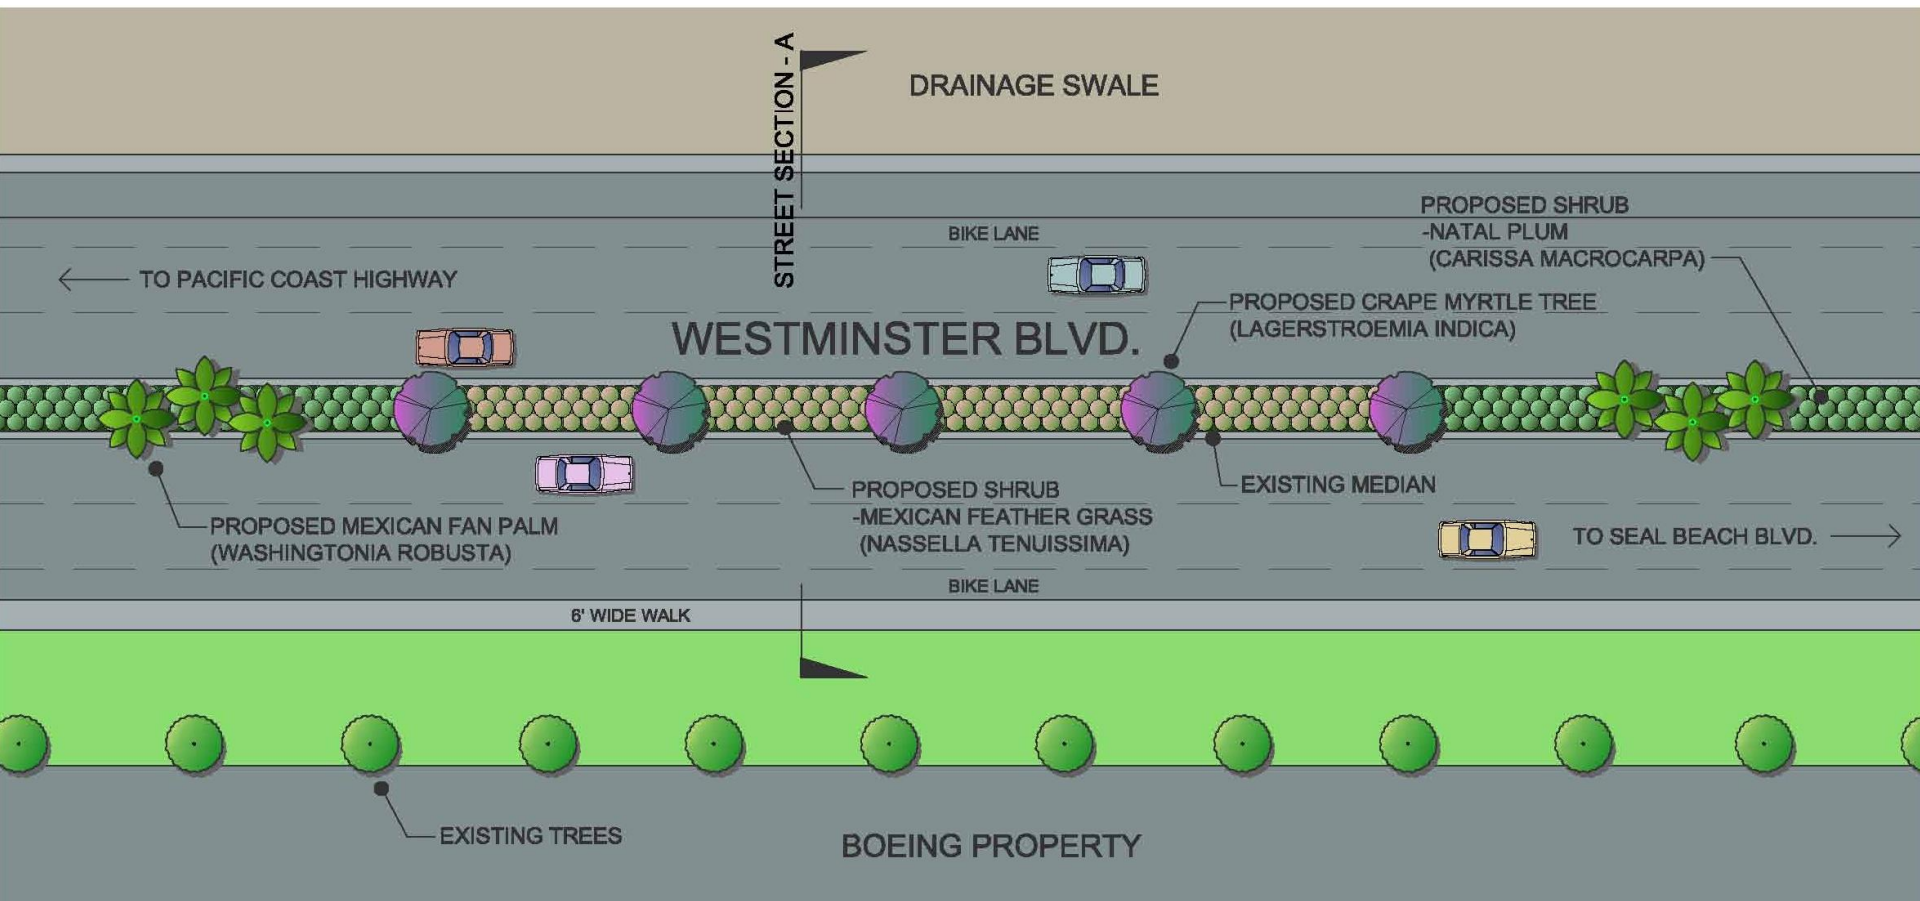 STREET SECTION - A
DRAINAGE SWALE
PROPOSED SHRUB
-NATAL PLUM
(CARISSA MACROCARPA)
BIKE LANE
TO PACIFIC COAST HIGHWAY
PROPOSED CRAPE MYRTLE TREE
(LAGERSTROEMIA INDICA)
WESTMINSTER BLVD.
PROPOSED MEXICAN FAN PALM
(WASHINGTONIA ROBUSTA)
PROPOSED SHRUB
-MEXICAN FEATHER GRASS
(NASSELLA TENUISSIMA)
EXISTING MEDIAN
TO SEAL BEACH BLVD.
BIKE LANE
6' WIDE WALK
EXISTING TREES
BOEING PROPERTY